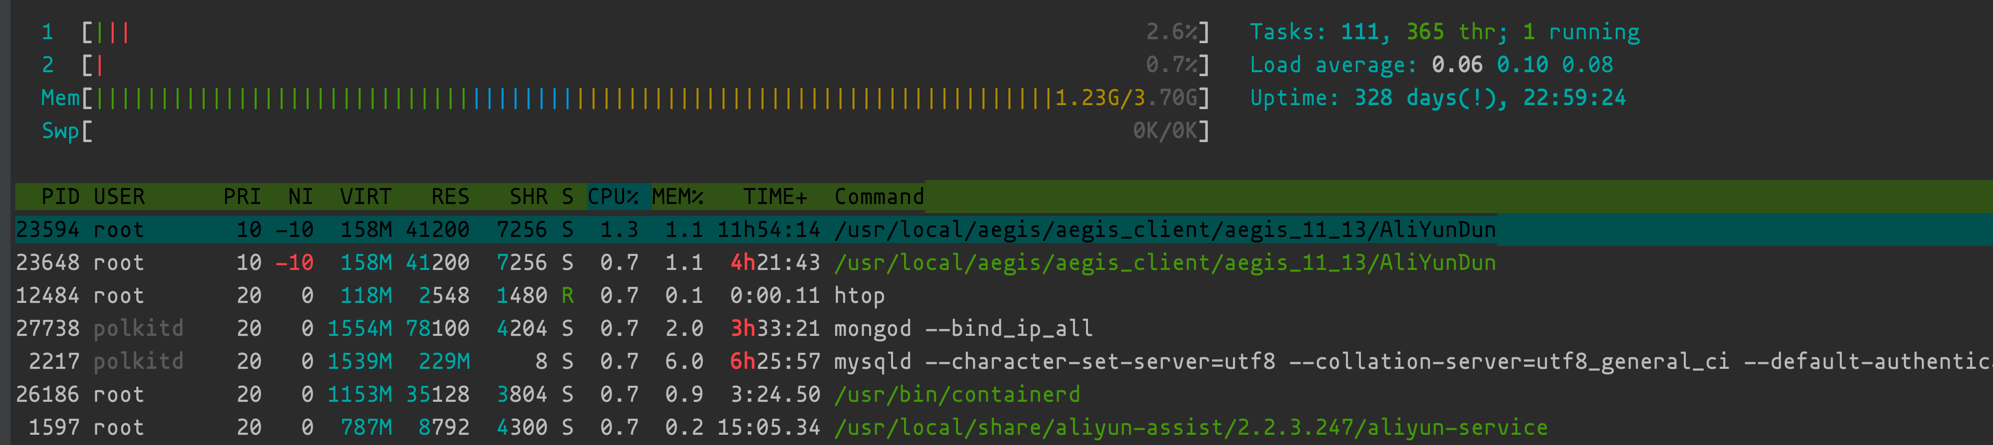 1 [|||   2.6%]   Tasks: 111, 365 thr; 1 running
2 [|   0.7%]   Load average: 0.06 0.10 0.08
Mem[||||||||||||||||||||||||||||||||||||||||||||||||||||||||||||||||||||||||||1.23G/3.70G]   Uptime: 328 days(!), 22:59:24
Swp[   0K/0K]
PID USER PRI NI VIRT RES SHR S CPU% MEM% TIME+ Command
23594 root 10 -10 158M 41200 7256 S 1.3 1.1 11h54:14 /usr/local/aegis/aegis_client/aegis_11_13/AliYunDun
23648 root 10 -10 158M 41200 7256 S 0.7 1.1 4h21:43 /usr/local/aegis/aegis_client/aegis_11_13/AliYunDun
12484 root 20 0 118M 2548 1480 R 0.7 0.1 0:00.11 htop
27738 polkitd 20 0 1554M 78100 4204 S 0.7 2.0 3h33:21 mongod --bind_ip_all
2217 polkitd 20 0 1539M 229M 8 S 0.7 6.0 6h25:57 mysqld --character-set-server=utf8 --collation-server=utf8_general_ci --default-authentic
26186 root 20 0 1153M 35128 3804 S 0.7 0.9 3:24.50 /usr/bin/containerd
1597 root 20 0 787M 8792 4300 S 0.7 0.2 15:05.34 /usr/local/share/aliyun-assist/2.2.3.247/aliyun-service